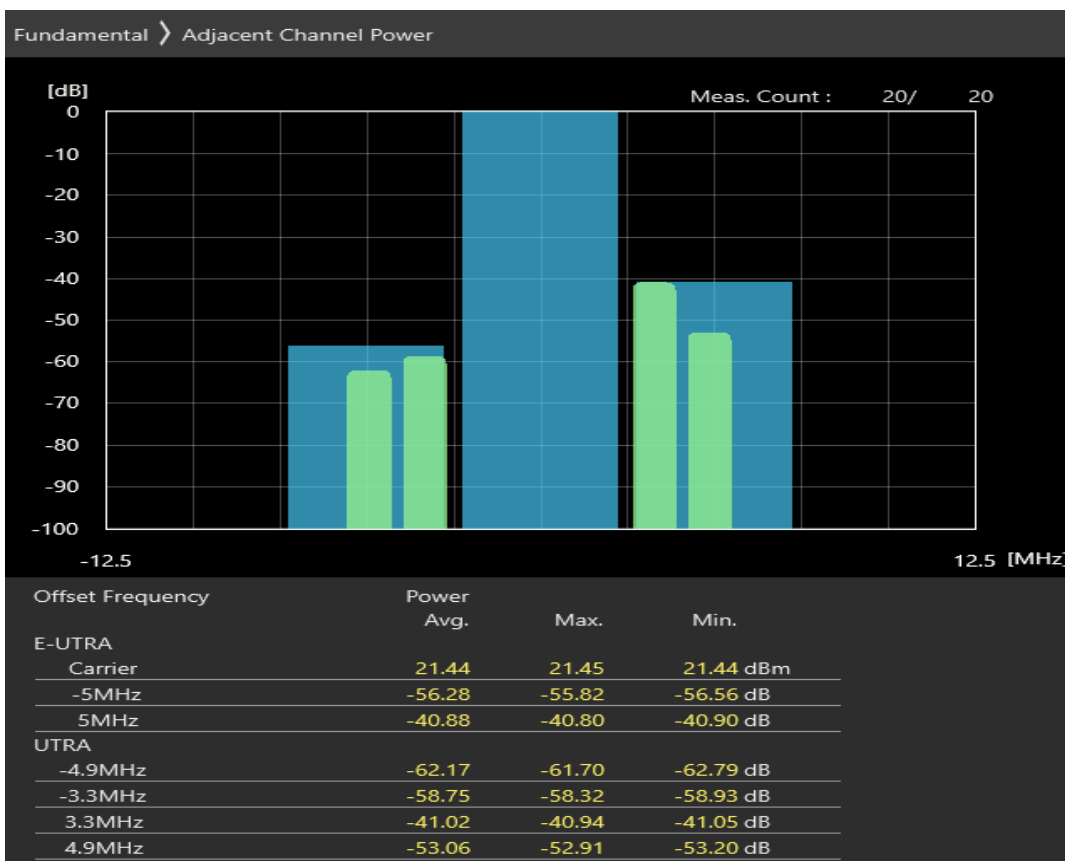 Fundamental 〉 Adjacent Channel Power
[dB]
Meas. Count : 20/ 20
0
-10
-20
-30
-40
-50
-60
-70
-80
-90
-100
-12.5 12.5 [MHz]
Offset Frequency Power
Avg. Max. Min.
E-UTRA
Carrier 21.44 21.45 21.44 dBm
-5MHz -56.28 -55.82 -56.56 dB
5MHz -40.88 -40.80 -40.90 dB
UTRA
-4.9MHz -62.17 -61.70 -62.79 dB
-3.3MHz -58.75 -58.32 -58.93 dB
3.3MHz -41.02 -40.94 -41.05 dB
4.9MHz -53.06 -52.91 -53.20 dB